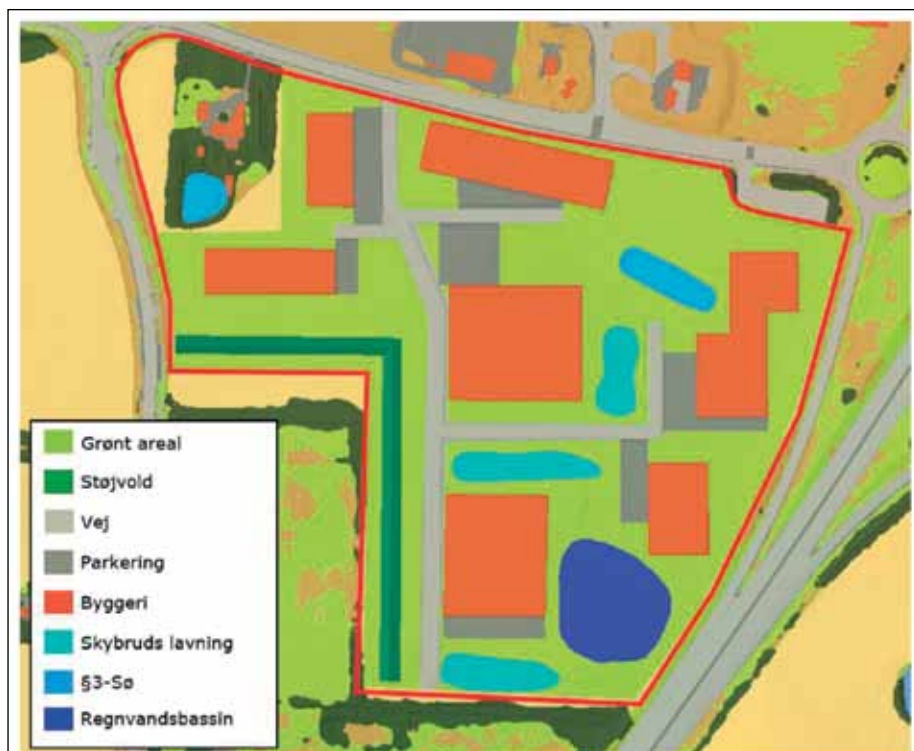 Grønt areal
Støjvold
Vej
Parkering
Byggeri
Skybruds lavning
§3-Sø
Regnvandsbassin